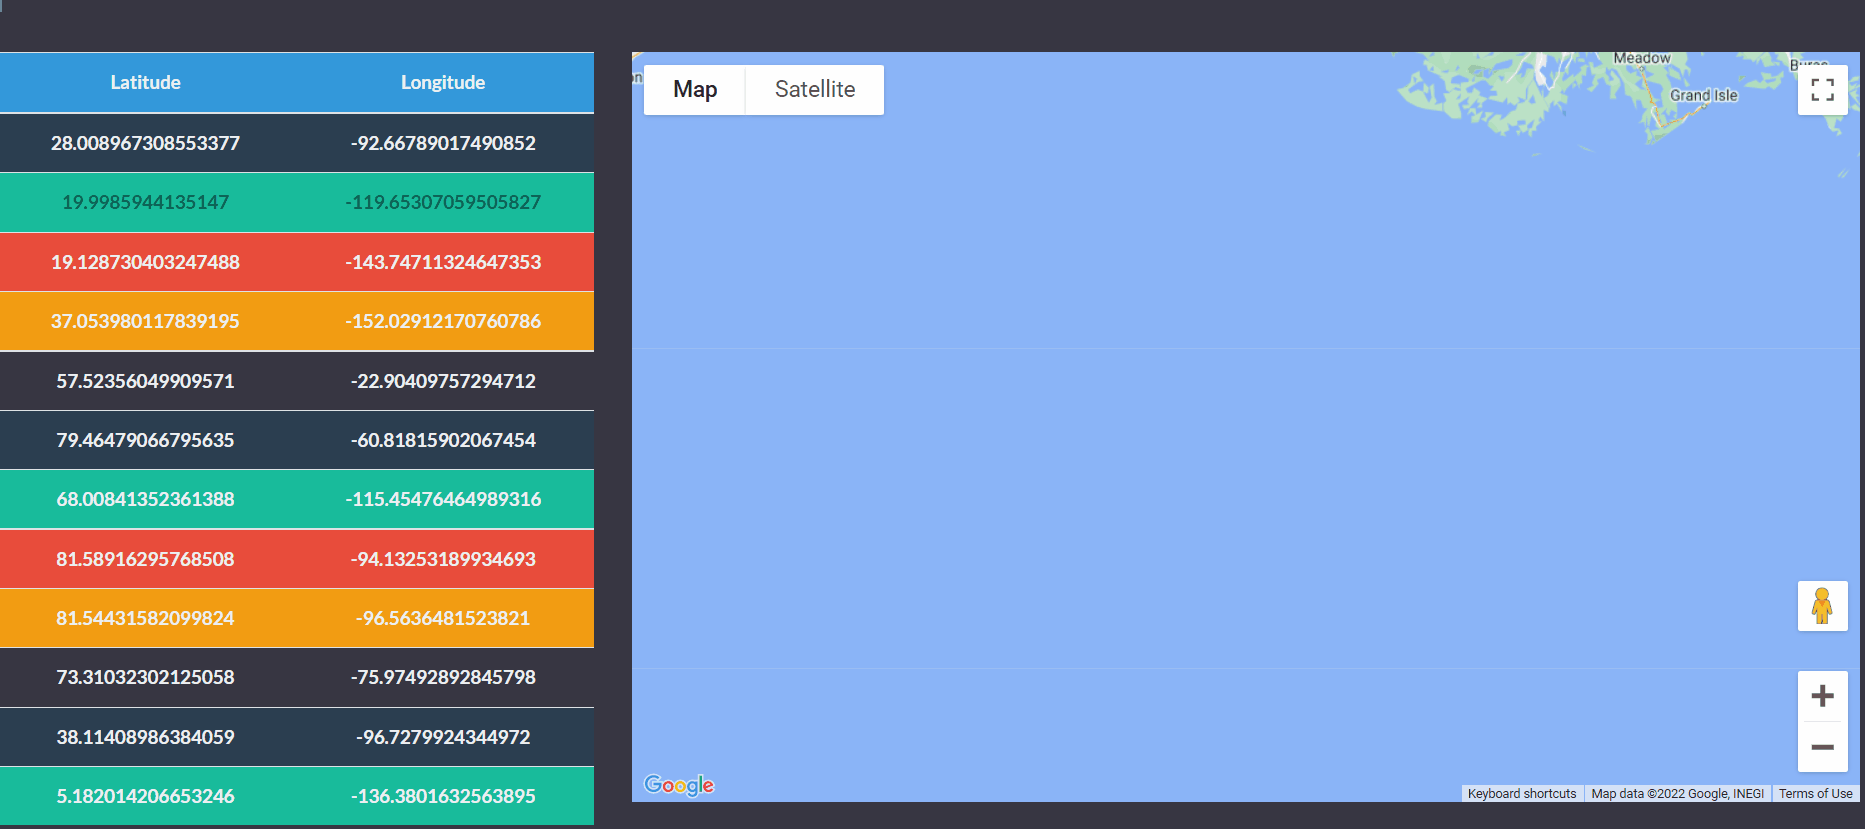 Latitude Longitude
28.008967308553377 -92.66789017490852
19.9985944135147 -119.65307059505827
19.128730403247488 -143.74711324647353
37.053980117839195 -152.02912170760786
57.52356049909571 -22.90409757294712
79.46479066795635 -60.81815902067454
68.00841352361388 -115.45476464989316
81.58916295768508 -94.13253189934693
81.54431582099824 -96.5636481523821
73.31032302125058 -75.97492892845798
38.11408986384059 -96.7279924344972
5.182014206653246 -136.3801632563895
Map Satellite
Meadow
Grand Isle
Google
Keyboard shortcuts Map data ©2022 Google, INEGI Terms of Use